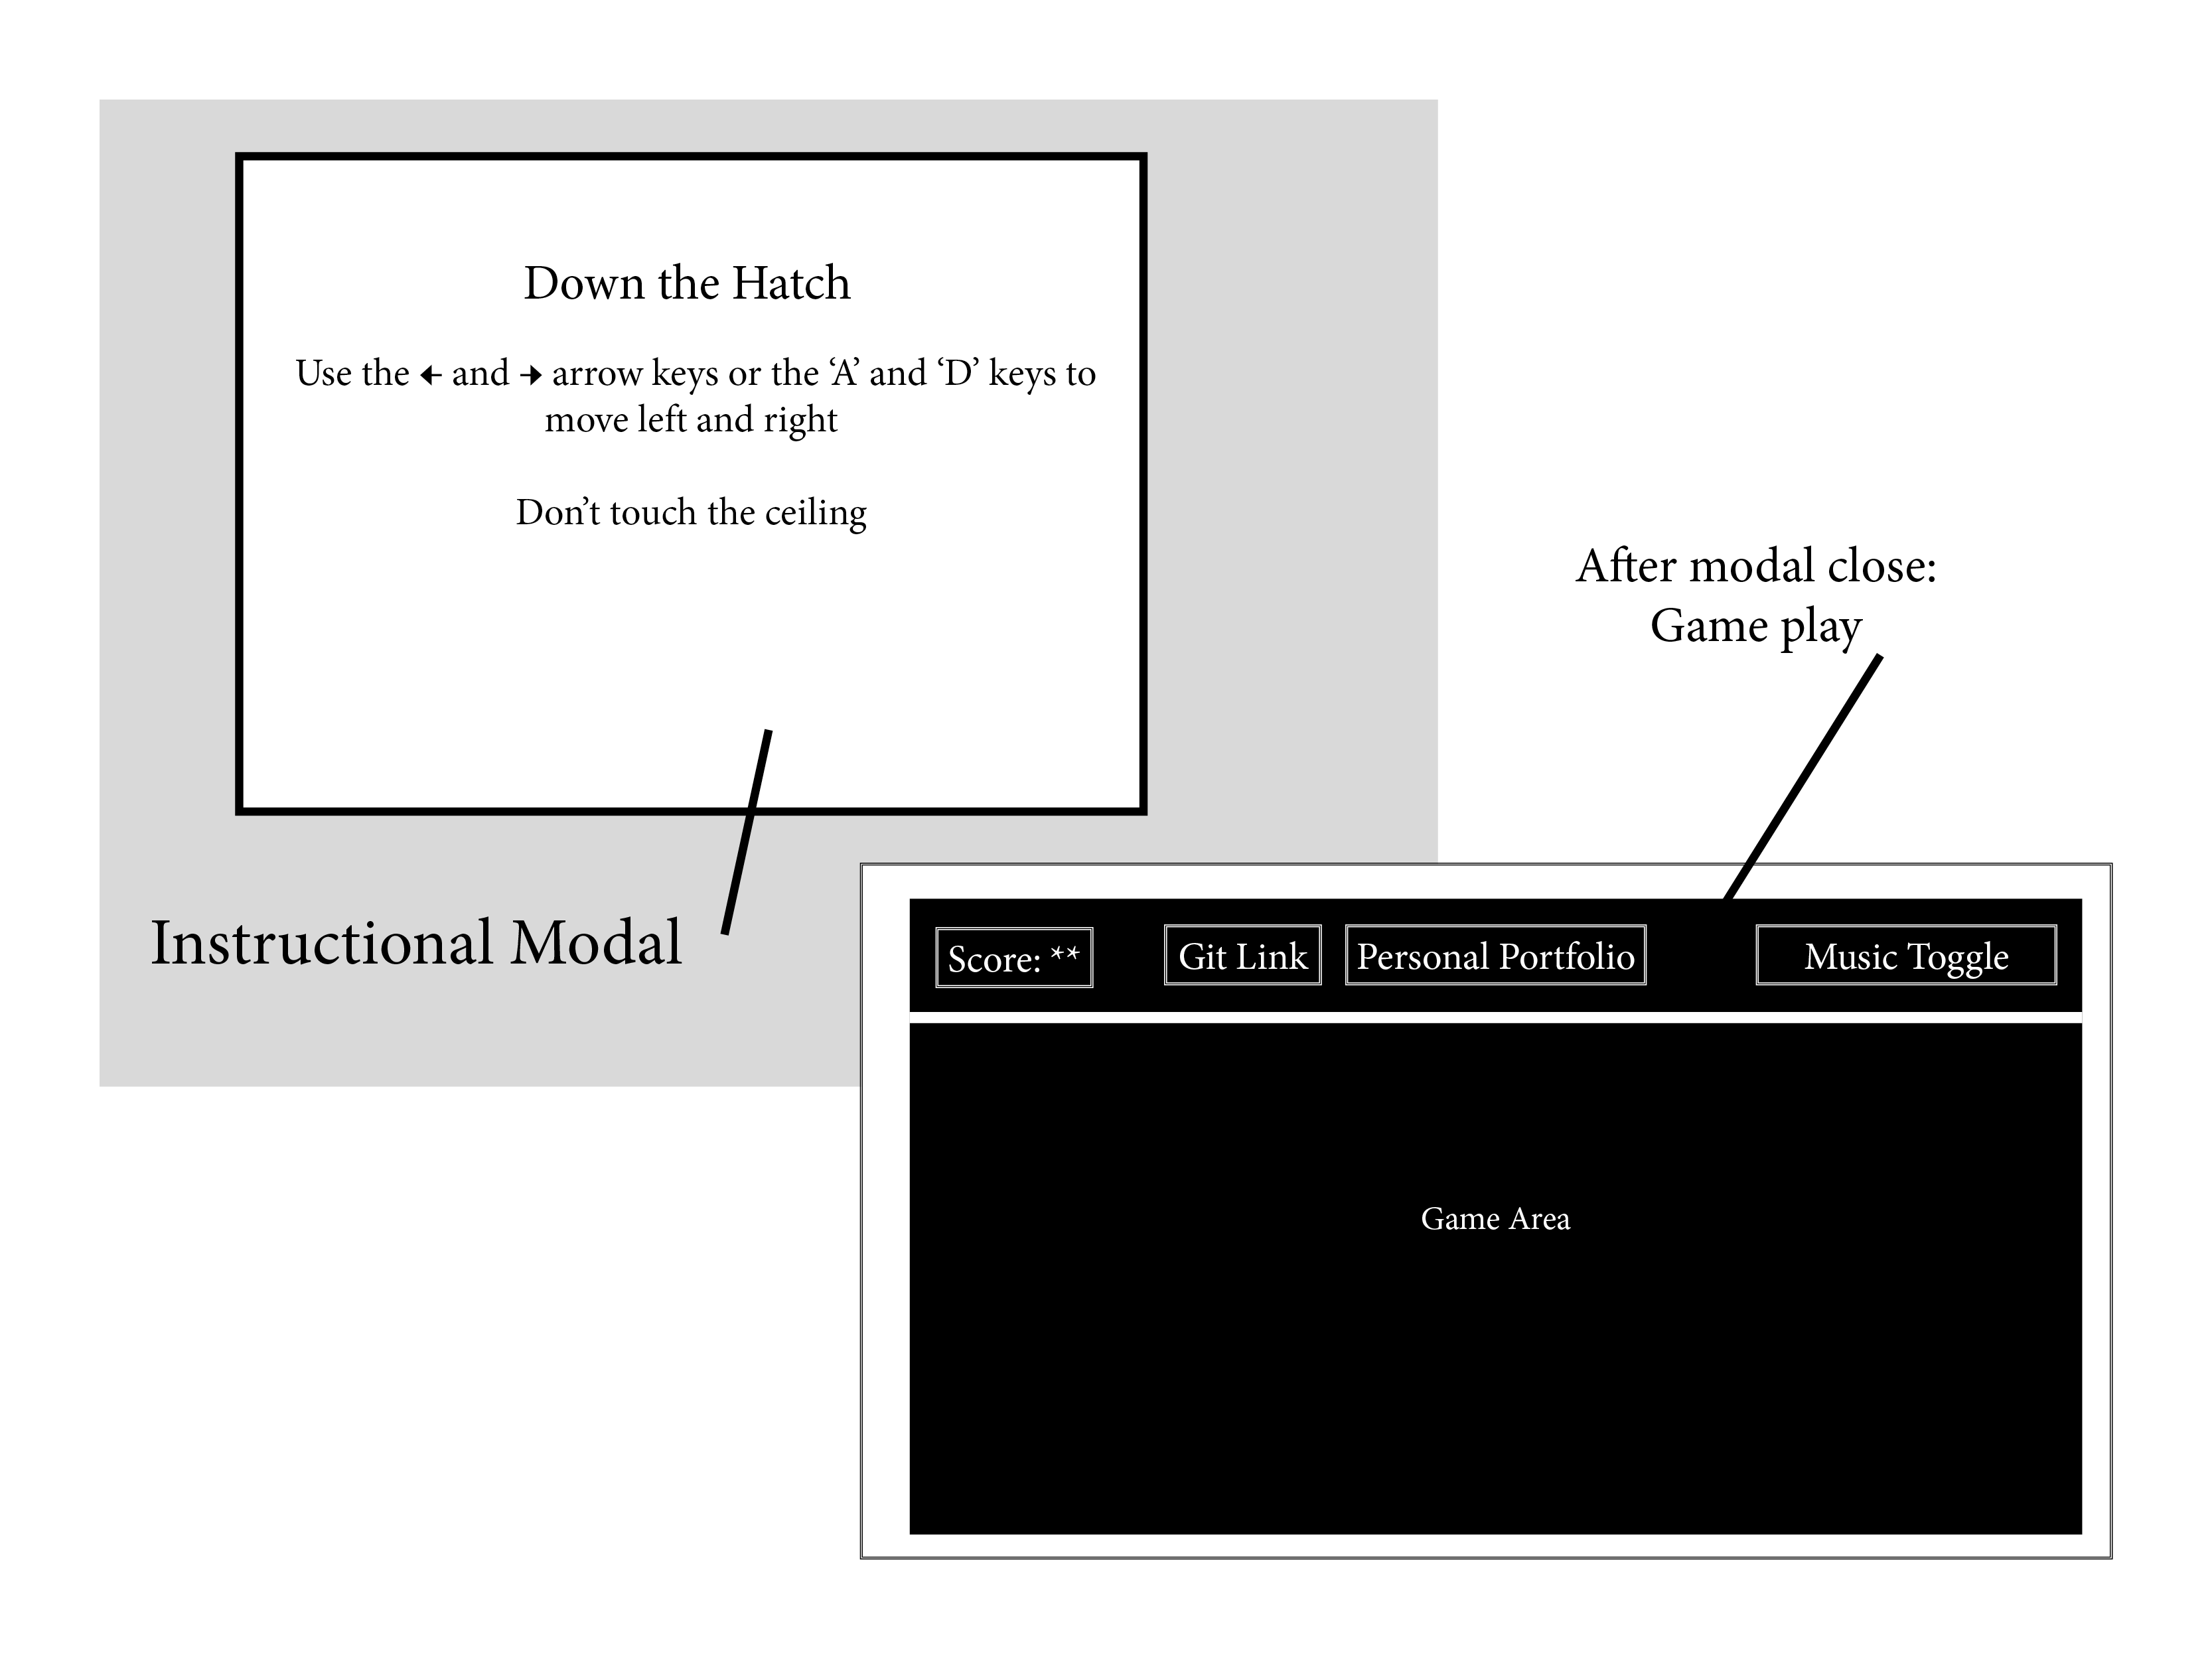 Down the Hatch
Use the ← and → arrow keys or the ‘A’ and ‘D’ keys to
move left and right
Don’t touch the ceiling
Instructional Modal
After modal close:
Game play
Score: **
Git Link
Personal Portfolio
Music Toggle
Game Area